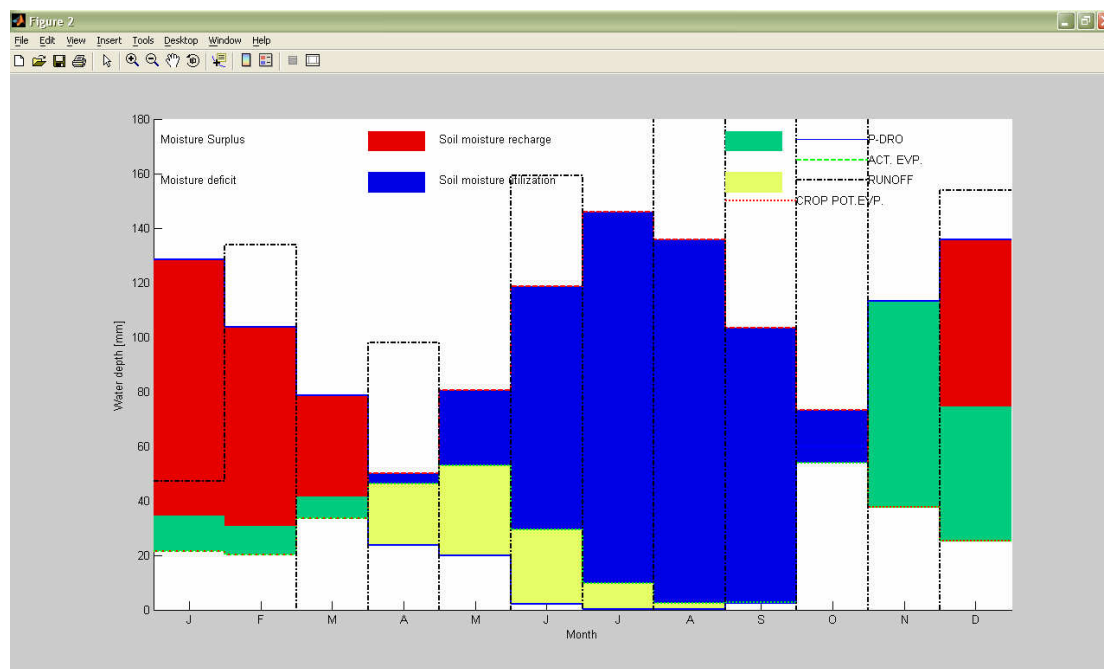 Figure 2
File Edit View Insert Tools Desktop Window Help
180
160
140
120
100
80
60
40
20
0
Water depth [mm]
Moisture Surplus
Soil moisture recharge
P-DRO
ACT. EVP.
Moisture deficit
Soil moisture utilization
RUNOFF
CROP POT.EVP.
J F M A M J J A S O N D
Month